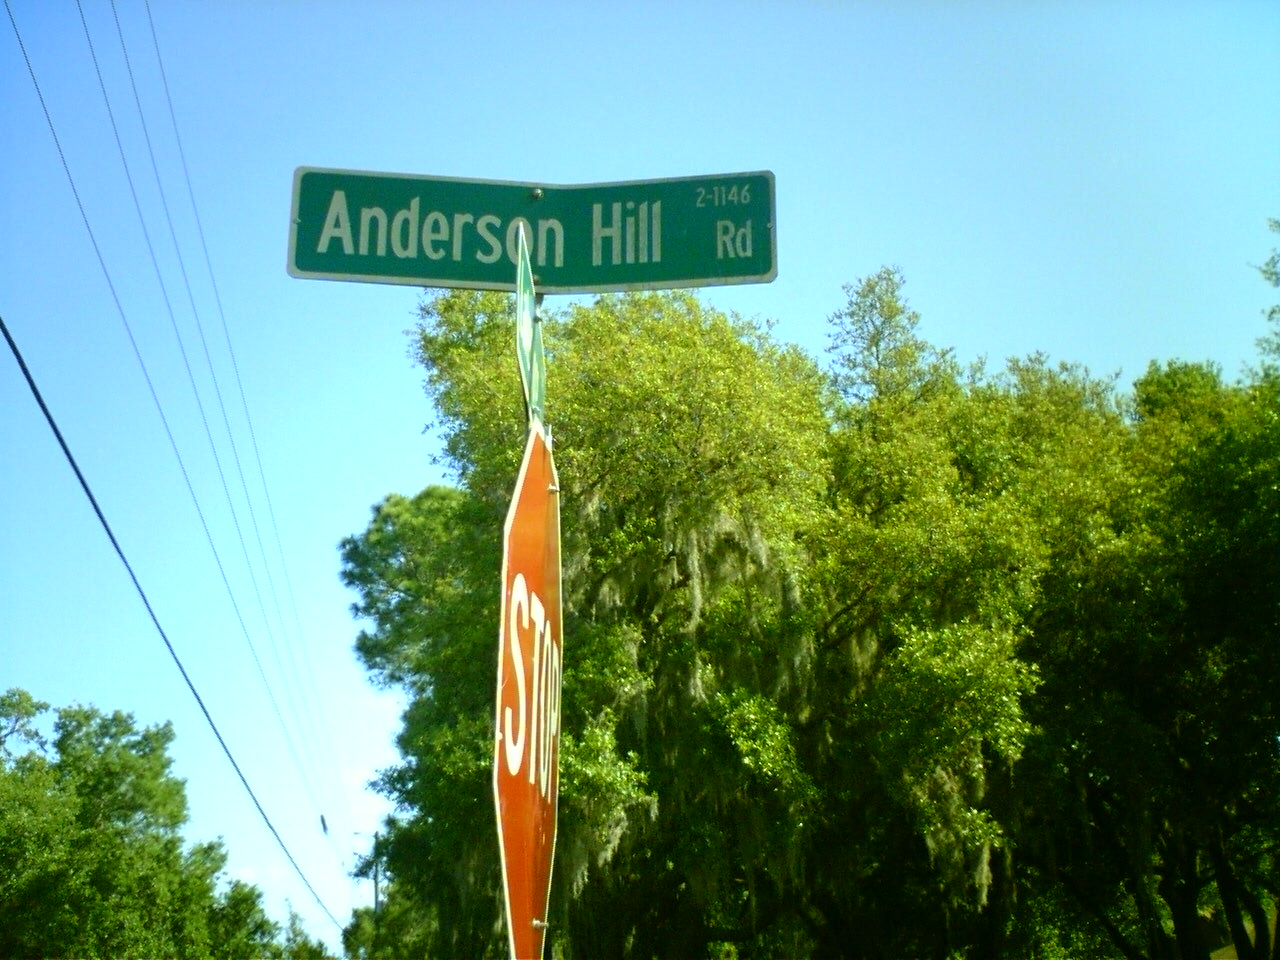 Anderson Hill Rd
2-1146
STOP